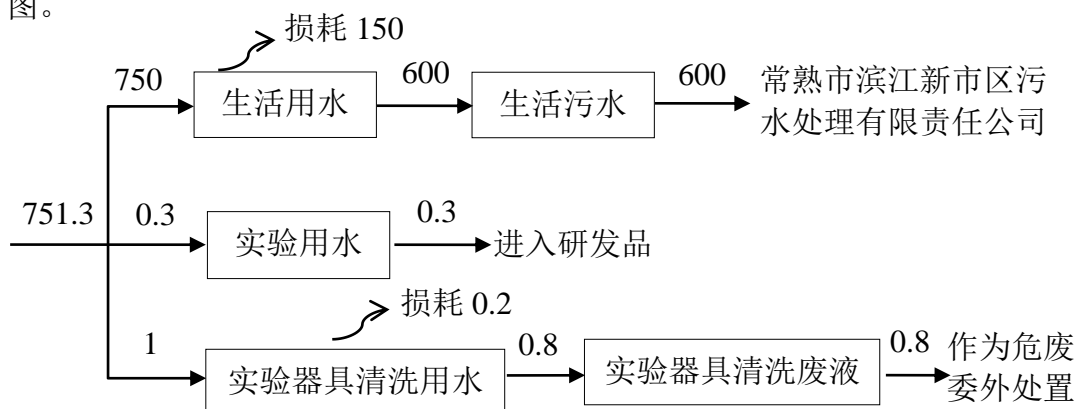 图。
损耗 150
750
生活用水
600
生活污水
600
常熟市滨江新市区污
水处理有限责任公司
751.3
0.3
实验用水
0.3
进入研发品
损耗 0.2
1
实验器具清洗用水
0.8
实验器具清洗废液
0.8
作为危废
委外处置